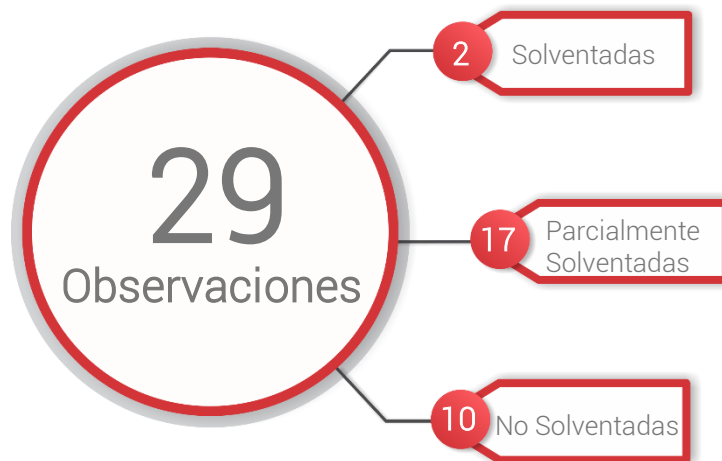 29
Observaciones
2
Solventadas
17
Parcialmente
Solventadas
10
No Solventadas